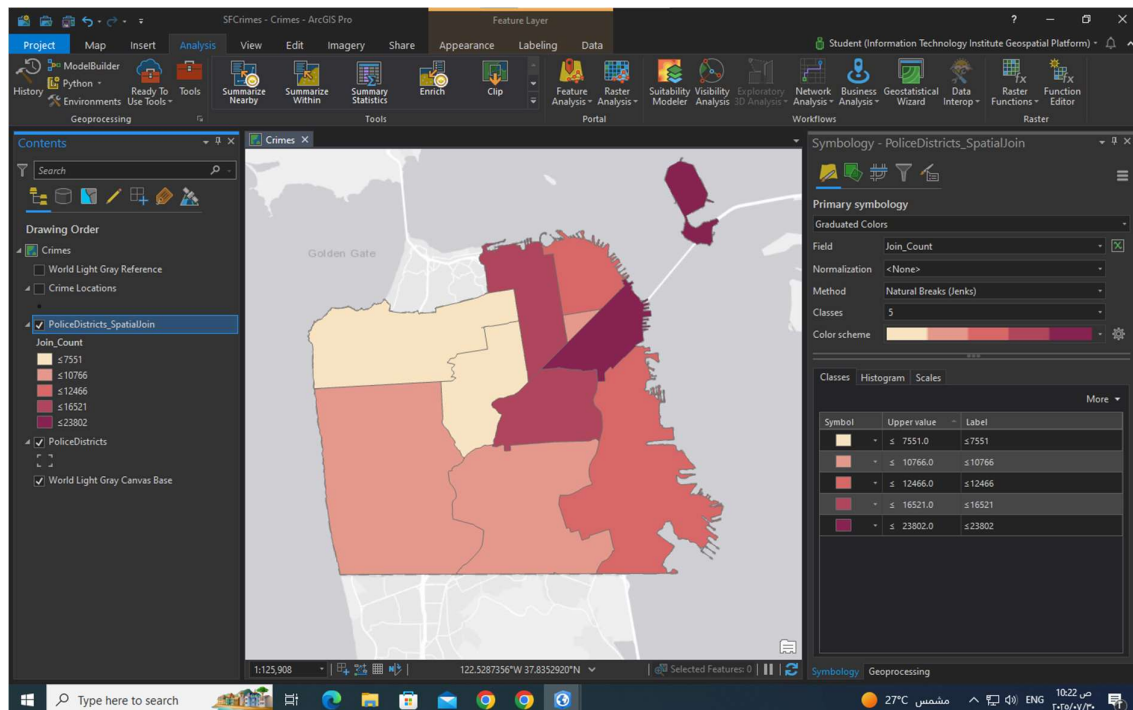 SFCrimes - Crimes - ArcGIS Pro
Feature Layer
?
Project
Map
Insert
Analysis
View
Edit
Imagery
Share
Appearance
Labeling
Data
Student (Information Technology Institute Geospatial Platform)
History
ModelBuilder
Python
Environments
Ready To
Use Tools
Tools
Summarize
Nearby
Summarize
Within
Summary
Statistics
Enrich
Clip
Feature
Analysis
Raster
Analysis
Suitability
Modeler
Visibility
Analysis
Exploratory
3D Analysis
Network
Analysis
Business
Analysis
Geostatistical
Wizard
Data
Interop
Raster
Functions
Function
Editor
Geoprocessing
Tools
Portal
Workflows
Raster
Contents
Search
Drawing Order
Crimes
World Light Gray Reference
Crime Locations
PoliceDistricts_SpatialJoin
Join_Count
≤7551
≤10766
≤12466
≤16521
≤23802
PoliceDistricts
World Light Gray Canvas Base
Crimes
Golden Gate
1:125,908
122.5287356°W 37.8352920°N
Selected Features: 0
Symbology - PoliceDistricts_SpatialJoin
Primary symbology
Graduated Colors
Field Join_Count
Normalization <None>
Method Natural Breaks (Jenks)
Classes 5
Color scheme
Classes Histogram Scales
More
Symbol Upper value Label
≤ 7551.0 ≤7551
≤ 10766.0 ≤10766
≤ 12466.0 ≤12466
≤ 16521.0 ≤16521
≤ 23802.0 ≤23802
Symbology Geoprocessing
Type here to search
27°C مشمس
ENG
10:22 ص
٢٠٢٥/٠٧/٣٠